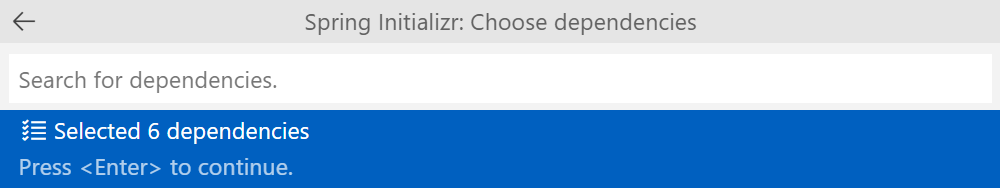 Spring Initializr: Choose dependencies
Search for dependencies.
Selected 6 dependencies
Press <Enter> to continue.